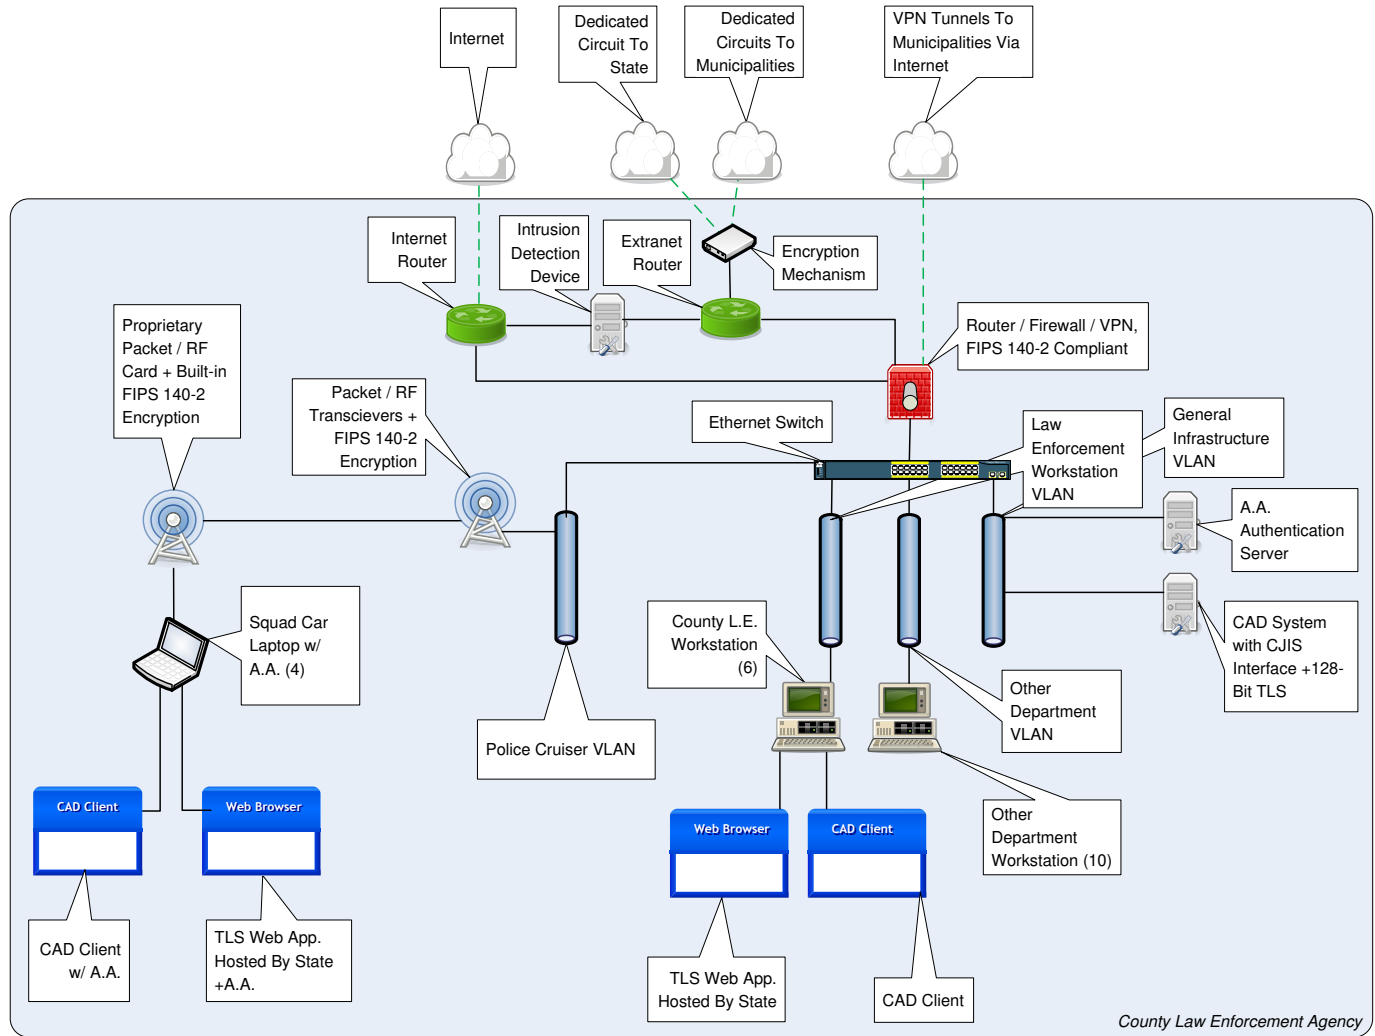 Internet
Dedicated
Circuit To
State
Dedicated
Circuits To
Municipalities
VPN Tunnels To
Municipalities Via
Internet
Internet
Router
Intrusion
Detection
Device
Extranet
Router
Encryption
Mechanism
Router / Firewall / VPN,
FIPS 140-2 Compliant
Proprietary
Packet / RF
Card + Built-in
FIPS 140-2
Encryption
Packet / RF
Transcievers +
FIPS 140-2
Encryption
Ethernet Switch
Law
Enforcement
Workstation
VLAN
General
Infrastructure
VLAN
A.A.
Authentication
Server
Squad Car
Laptop w/
A.A. (4)
County L.E.
Workstation
(6)
CAD System
with CJIS
Interface +128-
Bit TLS
Police Cruiser VLAN
Other
Department
VLAN
CAD Client
Web Browser
Web Browser
CAD Client
Other
Department
Workstation (10)
CAD Client
w/ A.A.
TLS Web App.
Hosted By State
+A.A.
TLS Web App.
Hosted By State
CAD Client
County Law Enforcement Agency